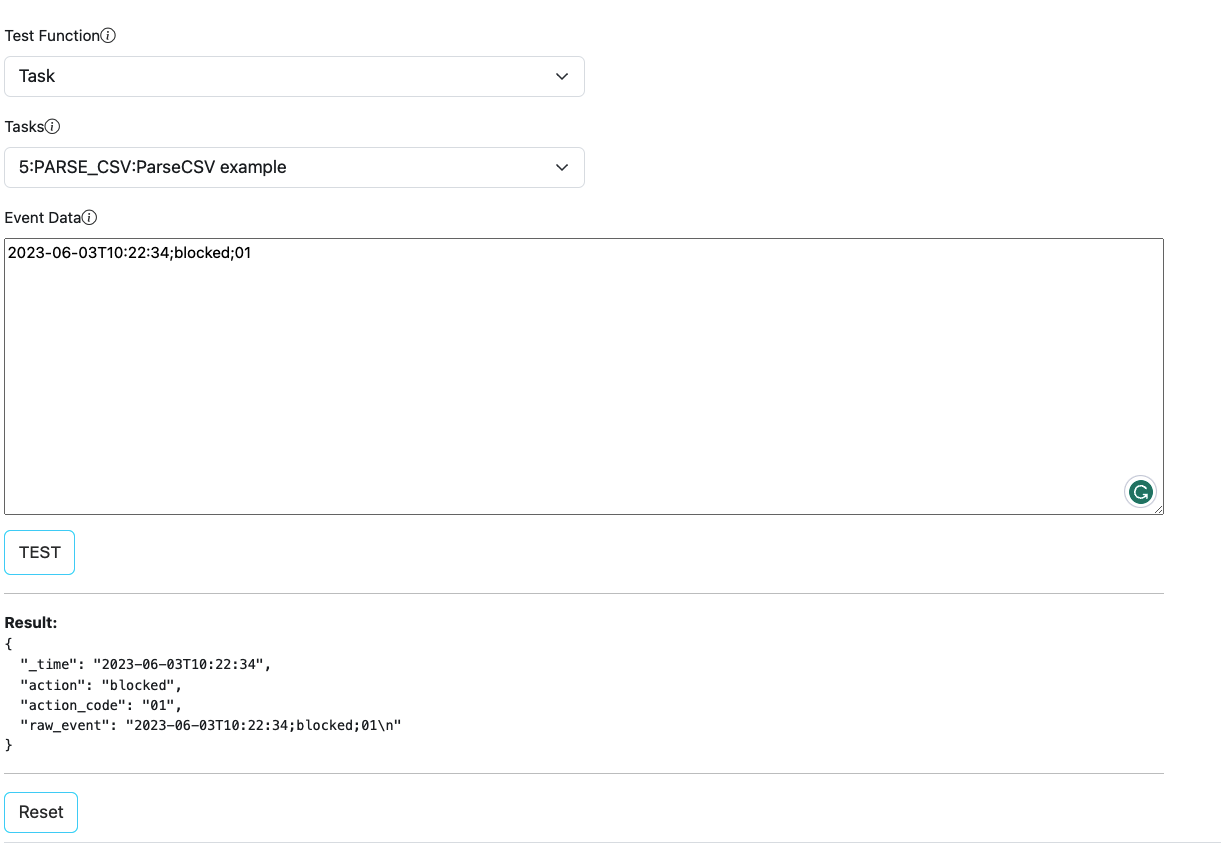 Test Function
Task
Tasks
5:PARSE_CSV:ParseCSV example
Event Data
2023-06-03T10:22:34;blocked;01
TEST
Result:
{
  "_time": "2023-06-03T10:22:34",
  "action": "blocked",
  "action_code": "01",
  "raw_event": "2023-06-03T10:22:34;blocked;01\n"
}
Reset